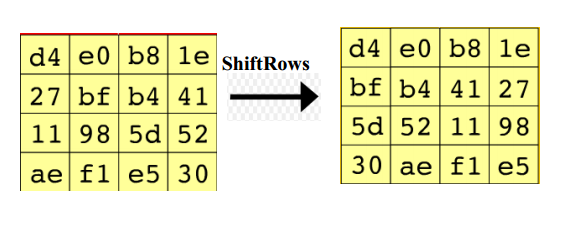 d4 e0 b8 1e
27 bf b4 41
11 98 5d 52
ae f1 e5 30
ShiftRows
d4 e0 b8 1e
bf b4 41 27
5d 52 11 98
30 ae f1 e5